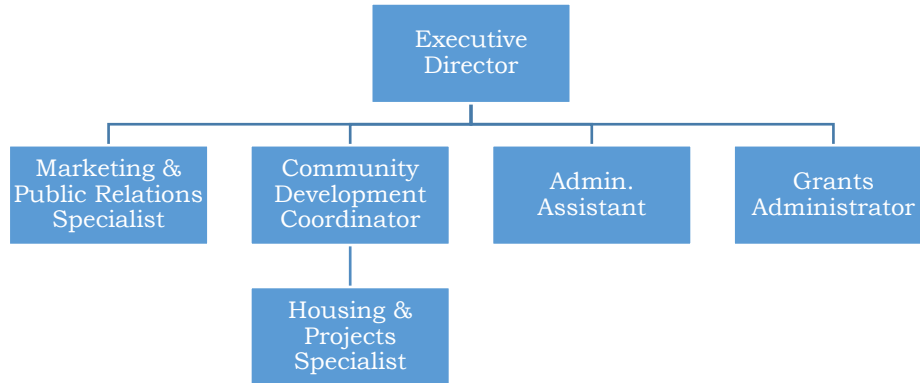 Executive
Director
Marketing &
Public Relations
Specialist
Community
Development
Coordinator
Admin.
Assistant
Grants
Administrator
Housing &
Projects
Specialist